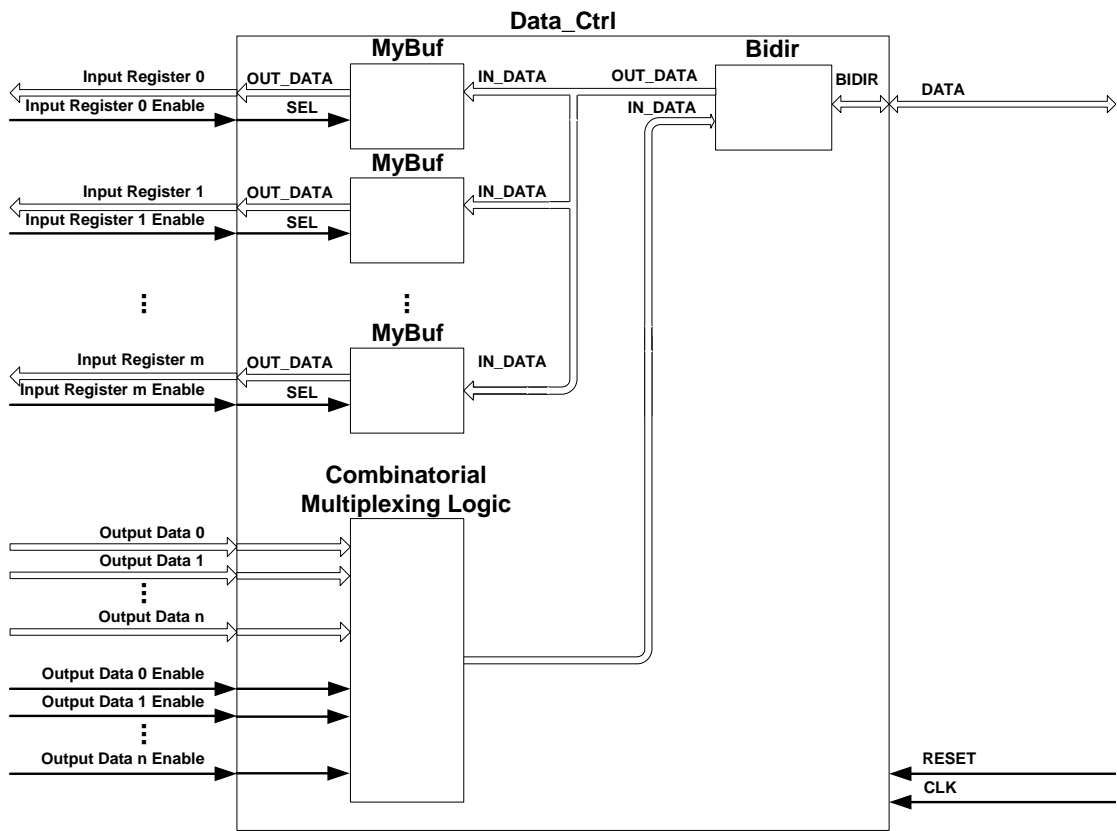 Data_Ctrl
MyBuf
Bidir
Input Register 0
OUT_DATA
IN_DATA
OUT_DATA
BIDIR
DATA
Input Register 0 Enable
SEL
IN_DATA
MyBuf
Input Register 1
OUT_DATA
IN_DATA
Input Register 1 Enable
SEL
...
...
MyBuf
Input Register m
OUT_DATA
IN_DATA
Input Register m Enable
SEL
Combinatorial
Multiplexing Logic
Output Data 0
Output Data 1
...
Output Data n
Output Data 0 Enable
Output Data 1 Enable
...
Output Data n Enable
RESET
CLK